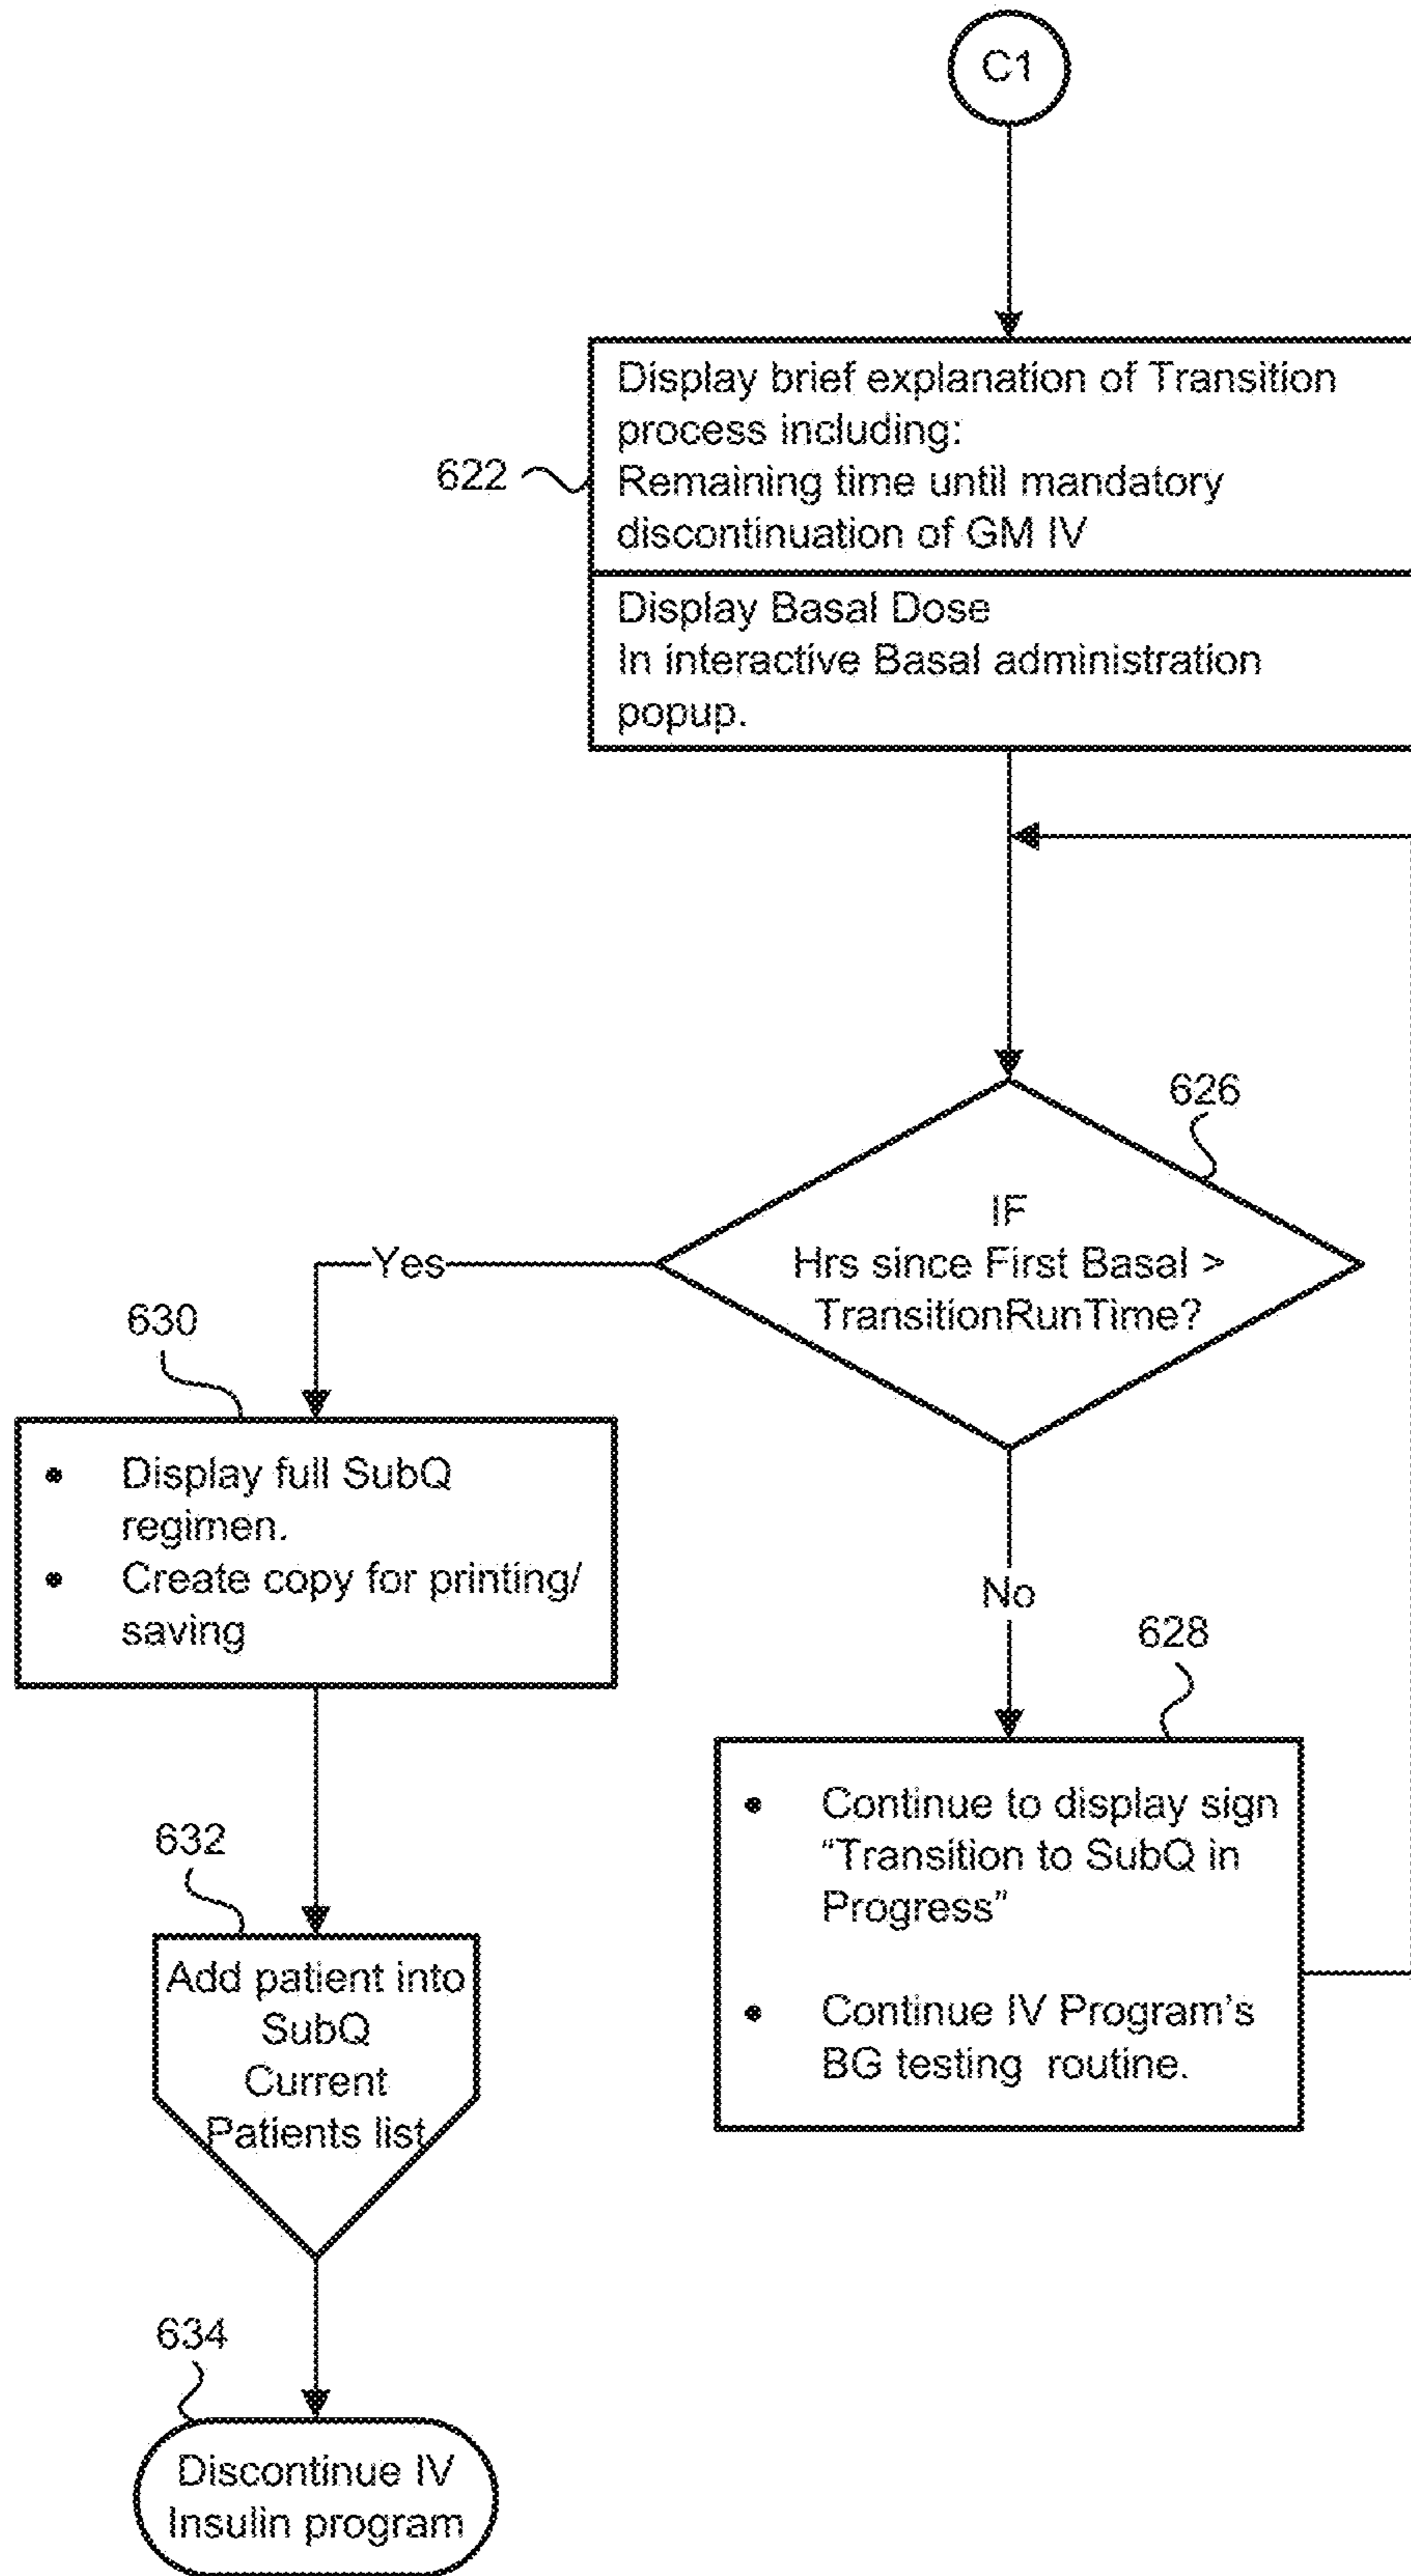 C1
Display brief explanation of Transition
process including:
Remaining time until mandatory
discontinuation of GM IV
622
Display Basal Dose
In interactive Basal administration
popup.
626
IF
Hrs since First Basal >
TransitionRunTime?
Yes
630
• Display full SubQ
regimen.
• Create copy for printing/
saving
No
628
• Continue to display sign
“Transition to SubQ in
Progress”
• Continue IV Program’s
BG testing routine.
632
Add patient into
SubQ
Current
Patients list
634
Discontinue IV
Insulin program